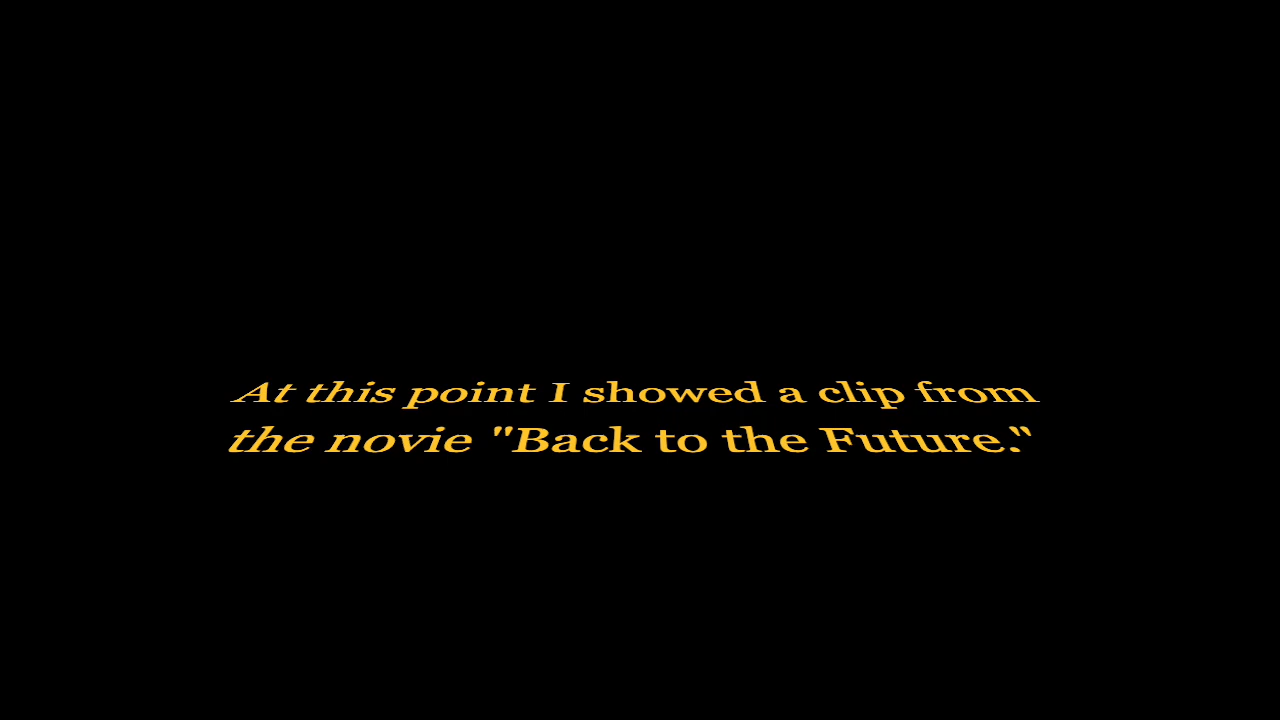 At this point I showed a clip from
the novie "Back to the Future."